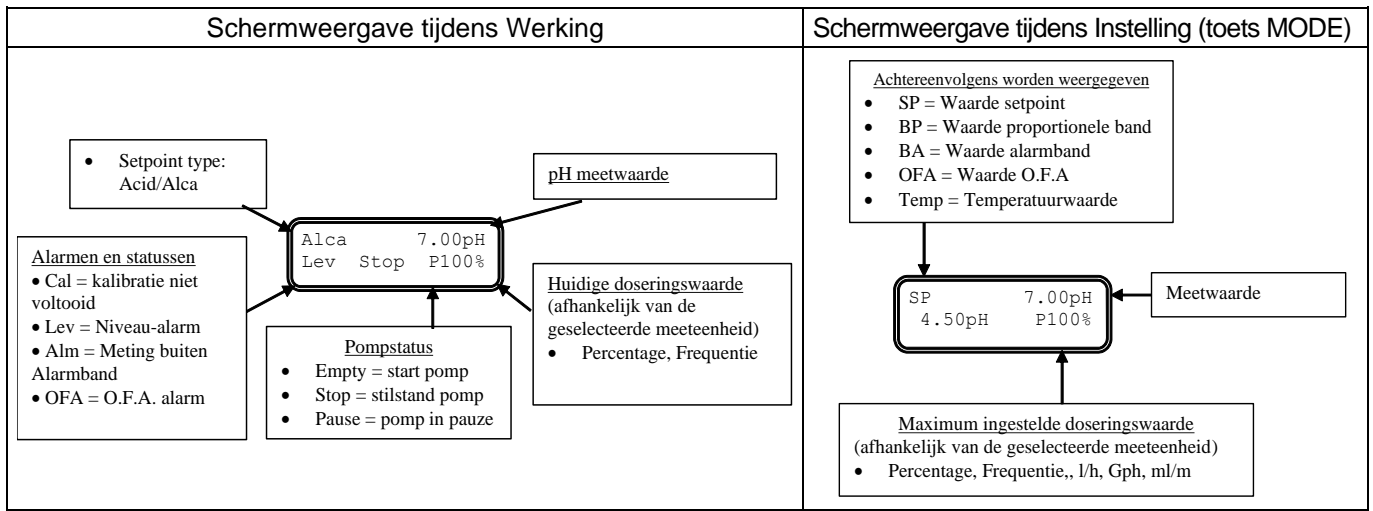 Schermweergave tijdens Werking
• Setpoint type:
Acid/Alca
pH meetwaarde
Alca 7.00pH
Lev Stop P100%
Alarmen en statussen
• Cal = kalibratie niet
voltooid
• Lev = Niveau-alarm
• Alm = Meting buiten
Alarmband
• OFA = O.F.A. alarm
Pompstatus
• Empty = start pomp
• Stop = stilstand pomp
• Pause = pomp in pauze
Huidige doseringswaarde
(afhankelijk van de
geselecteerde meeteenheid)
• Percentage, Frequentie
Schermweergave tijdens Instelling (toets MODE)
Achtereenvolgens worden weergegeven
• SP = Waarde setpoint
• BP = Waarde proportionele band
• BA = Waarde alarmband
• OFA = Waarde O.F.A
• Temp = Temperatuurwaarde
SP 7.00pH
4.50pH P100%
Meetwaarde
Maximum ingestelde doseringswaarde
(afhankelijk van de geselecteerde meeteenheid)
• Percentage, Frequentie,, l/h, Gph, ml/m